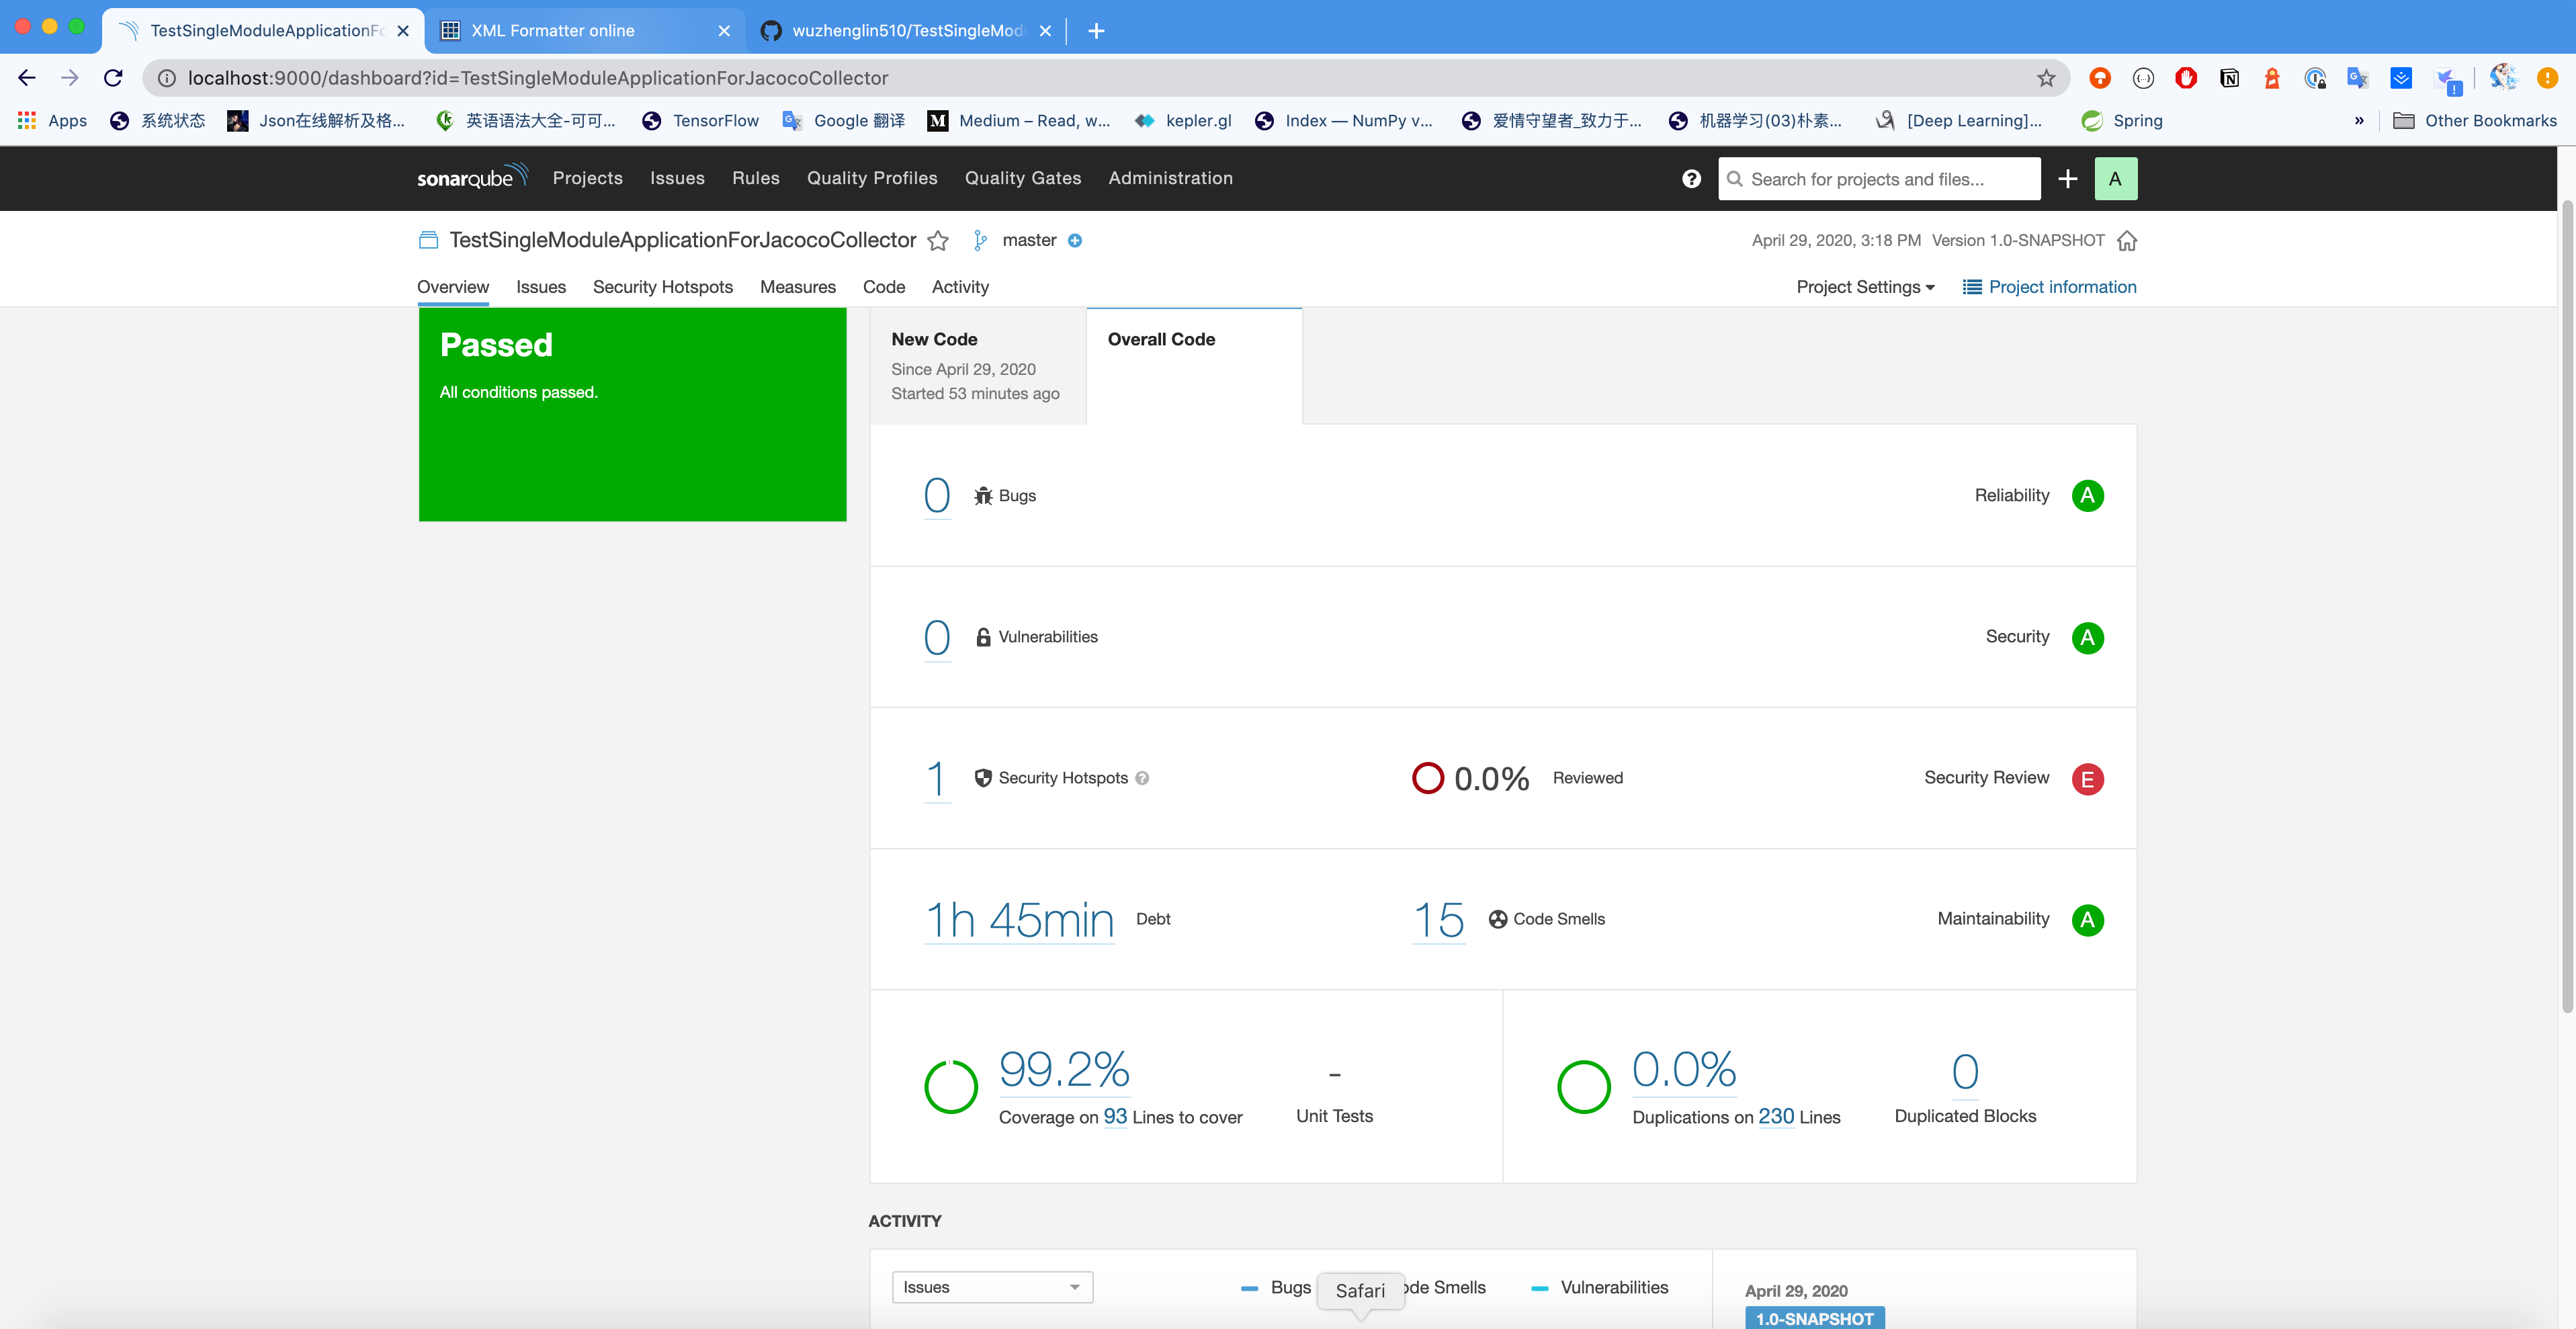 TestSingleModuleApplicationFo
XML Formatter online
wuzhenglin510/TestSingleMod
localhost:9000/dashboard?id=TestSingleModuleApplicationForJacocoCollector
Apps
系统状态
Json在线解析及格...
英语语法大全-可可...
TensorFlow
Google 翻译
Medium – Read, w...
kepler.gl
Index — NumPy v...
爱情守望者_致力于...
机器学习(03)朴素...
[Deep Learning]...
Spring
»
Other Bookmarks
sonarqube
Projects
Issues
Rules
Quality Profiles
Quality Gates
Administration
Search for projects and files...
A
TestSingleModuleApplicationForJacocoCollector
master
April 29, 2020, 3:18 PM Version 1.0-SNAPSHOT
Overview
Issues
Security Hotspots
Measures
Code
Activity
Project Settings
Project information
Passed
All conditions passed.
New Code
Since April 29, 2020
Started 53 minutes ago
Overall Code
0 Bugs
Reliability A
0 Vulnerabilities
Security A
1 Security Hotspots
0.0% Reviewed
Security Review E
1h 45min Debt
15 Code Smells
Maintainability A
99.2%
Coverage on 93 Lines to cover
-
Unit Tests
0.0%
Duplications on 230 Lines
0
Duplicated Blocks
ACTIVITY
Issues
Bugs
Safari
ode Smells
Vulnerabilities
April 29, 2020
1.0-SNAPSHOT